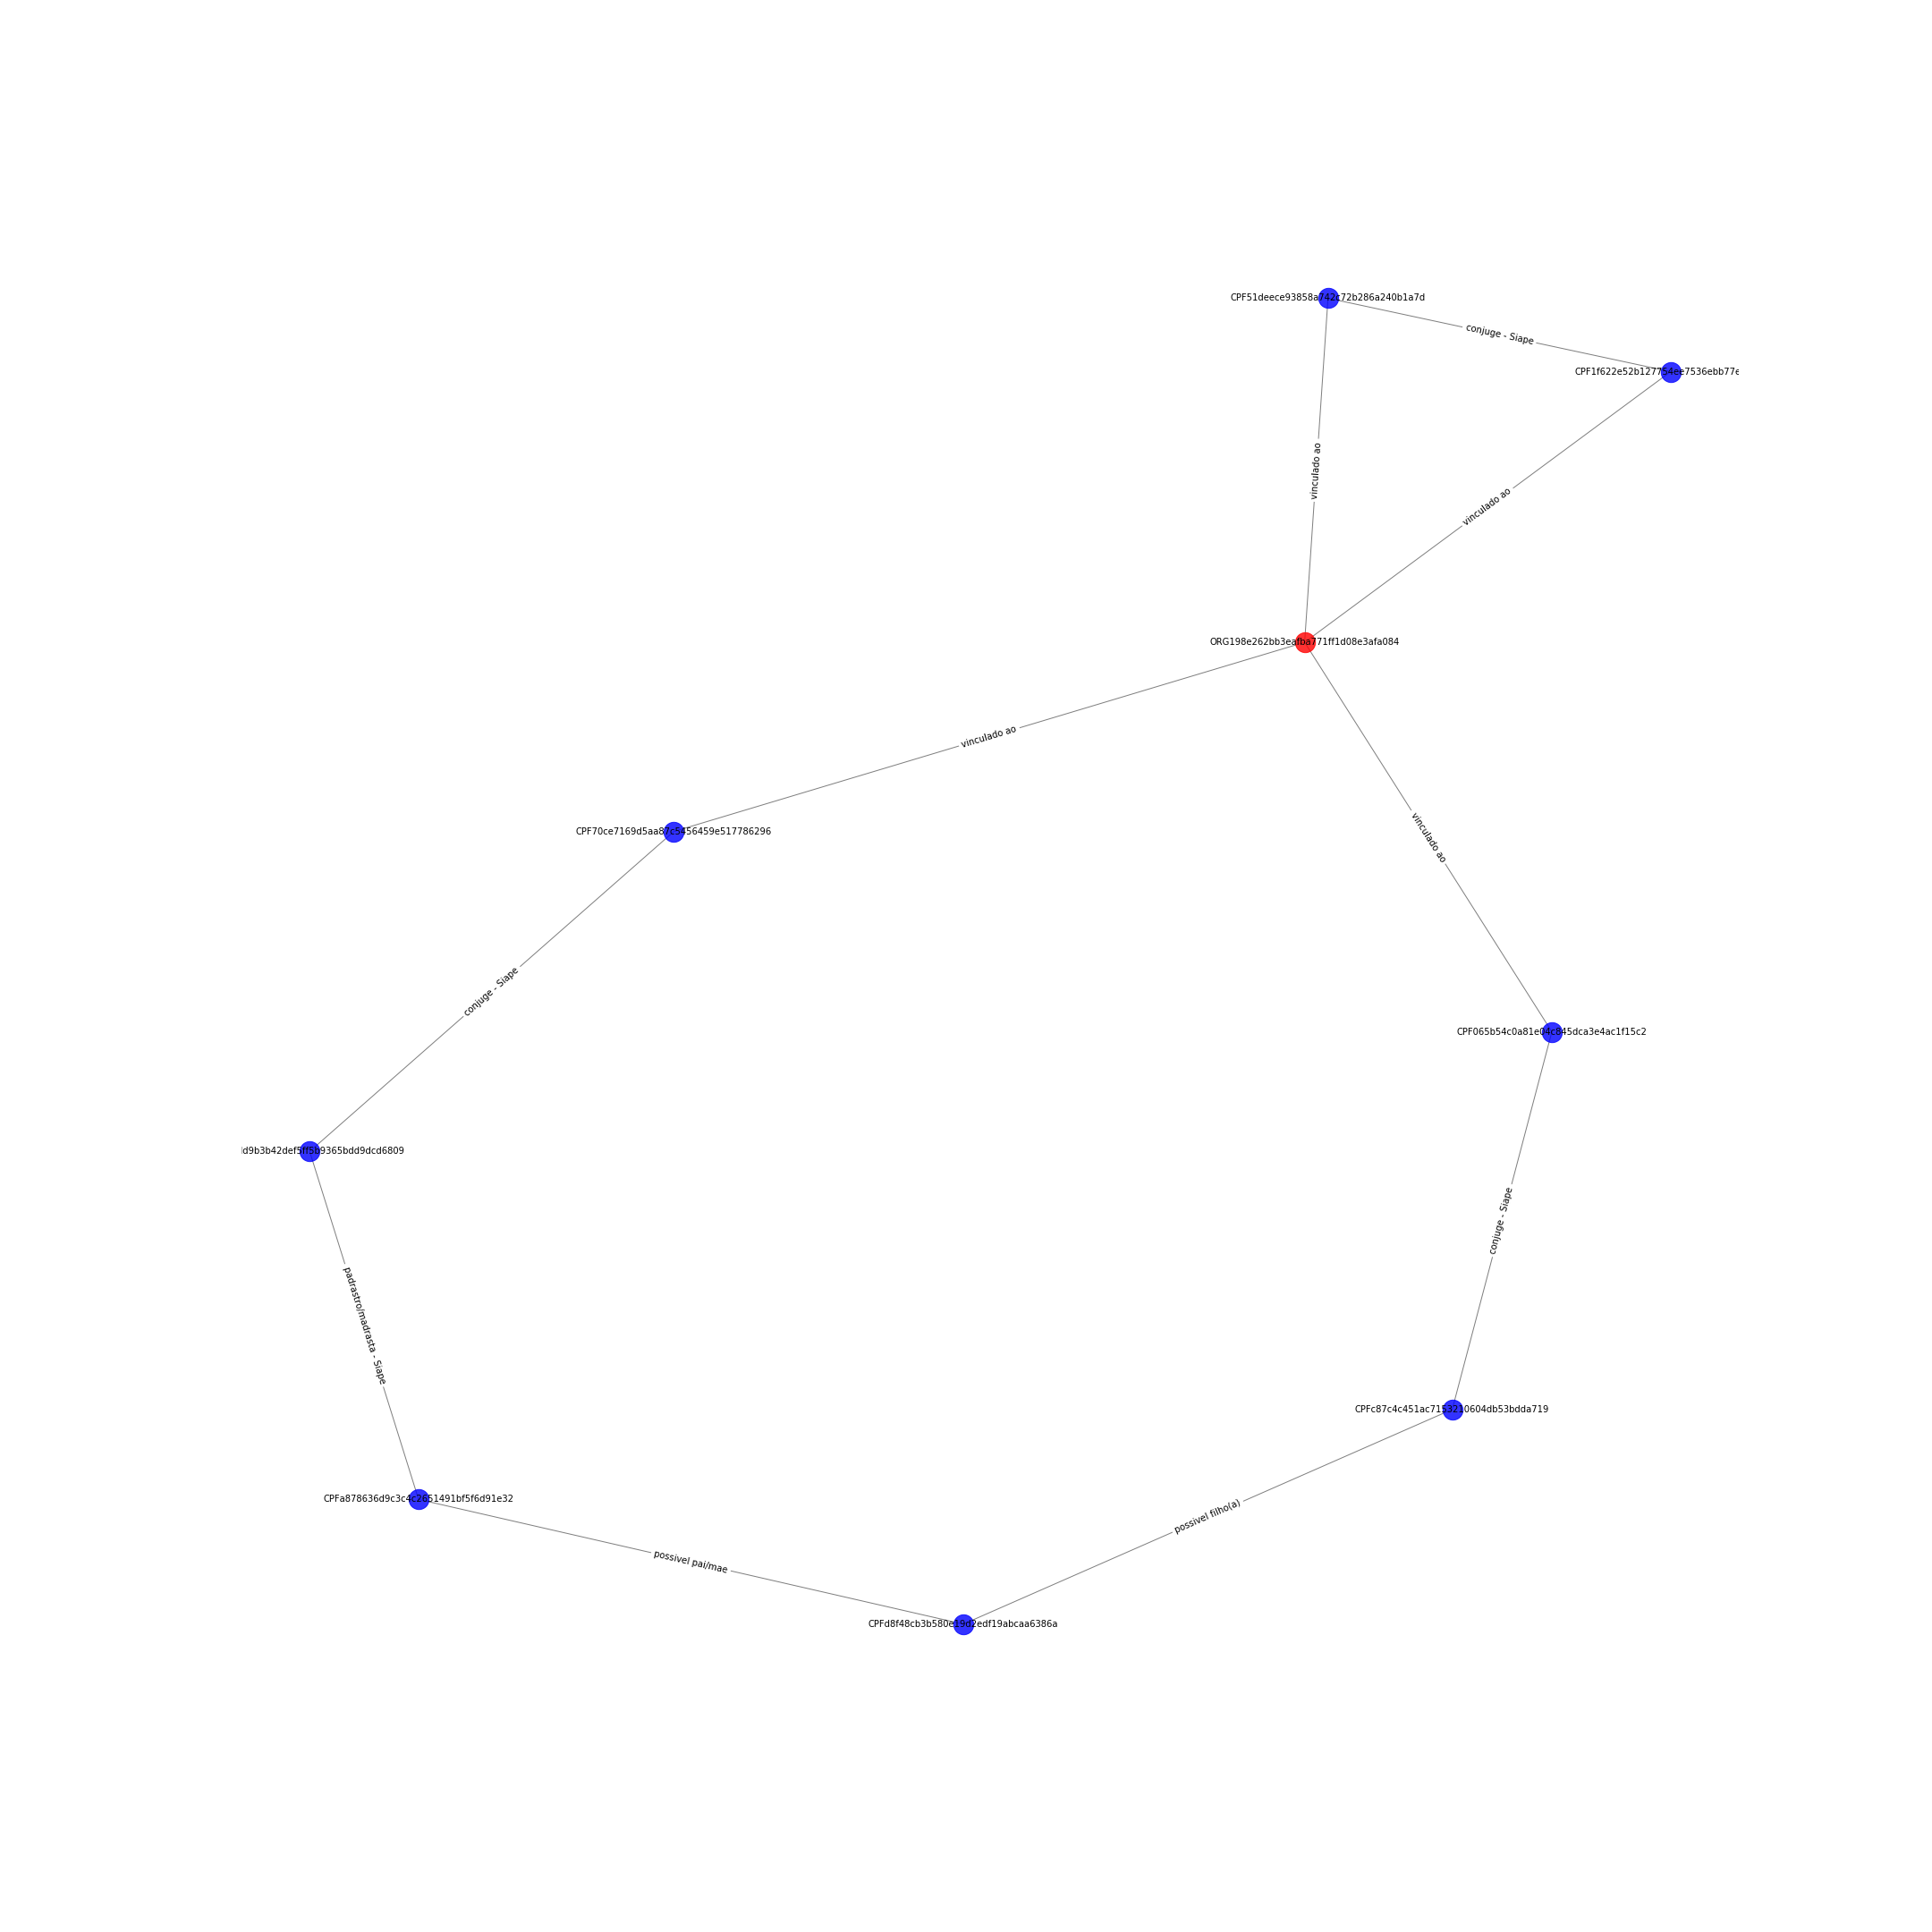 CPF51deece93858a742c72b286a240b1a7d
conjuge - Siape
CPF1f622e52b127754ee7536ebb77e
vinculado ao
vinculado ao
ORG198e262bb3eafba771ff1d08e3afa084
vinculado ao
vinculado ao
CPF70ce7169d5aa87c5456459e517786296
conjuge - Siape
CPF065b54c0a81e04c845dca3e4ac1f15c2
d9b3b42def5ff5b9365bdd9dcd6809
conjuge - Siape
padrastro/madrasta - Siape
CPFc87c4c451ac7153210604db53bdda719
CPFa878636d9c3c4c2651491bf5f6d91e32
possivel filho(a)
possivel pai/mae
CPFd8f48cb3b580e19d2edf19abcaa6386a